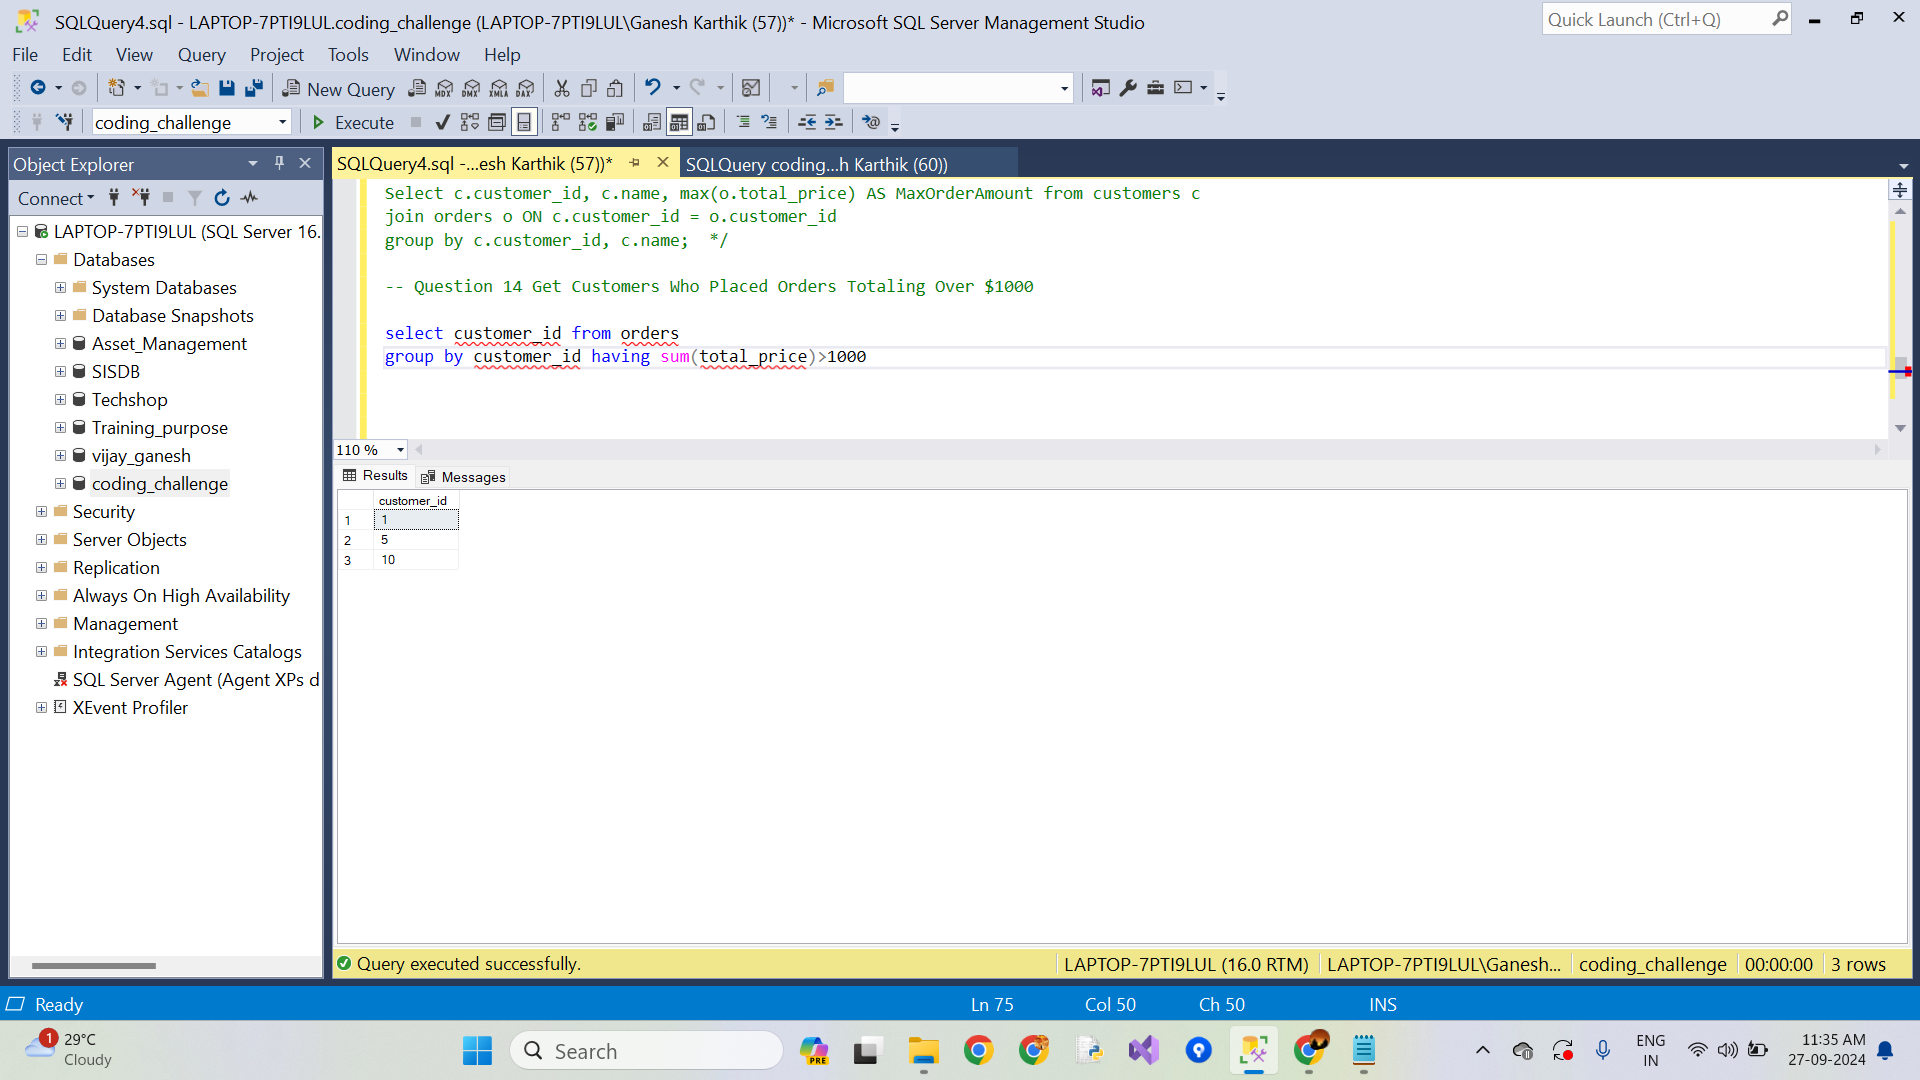 SQLQuery4.sql - LAPTOP-7PTI9LUL.coding_challenge (LAPTOP-7PTI9LUL\Ganesh Karthik (57))* - Microsoft SQL Server Management Studio
Quick Launch (Ctrl+Q)
File Edit View Query Project Tools Window Help
New Query MDX DMX XMLA DAX
coding_challenge Execute
Object Explorer
SQLQuery4.sql -...esh Karthik (57))* SQLQuery coding...h Karthik (60))
Connect
LAPTOP-7PTI9LUL (SQL Server 16.
Databases
System Databases
Database Snapshots
Asset_Management
SISDB
Techshop
Training_purpose
vijay_ganesh
coding_challenge
Security
Server Objects
Replication
Always On High Availability
Management
Integration Services Catalogs
SQL Server Agent (Agent XPs d
XEvent Profiler
Select c.customer_id, c.name, max(o.total_price) AS MaxOrderAmount from customers c
join orders o ON c.customer_id = o.customer_id
group by c.customer_id, c.name;  */
-- Question 14 Get Customers Who Placed Orders Totaling Over $1000
select customer_id from orders
group by customer_id having sum(total_price)>1000
110 %
Results Messages
customer_id
1 1
2 5
3 10
Query executed successfully. LAPTOP-7PTI9LUL (16.0 RTM) LAPTOP-7PTI9LUL\Ganesh... coding_challenge 00:00:00 3 rows
Ready Ln 75 Col 50 Ch 50 INS
1
29°C
Cloudy
Search
PRE
ENG
IN
11:35 AM
27-09-2024